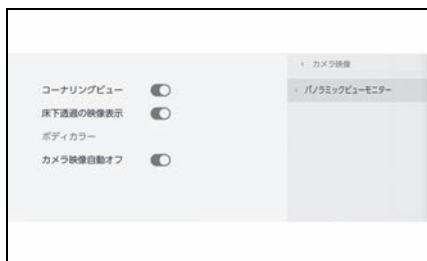 ‹ カメラ映像
‹ パノラミックビューモニター
コーナリングビュー
床下透過の映像表示
ボディカラー
カメラ映像自動オフ